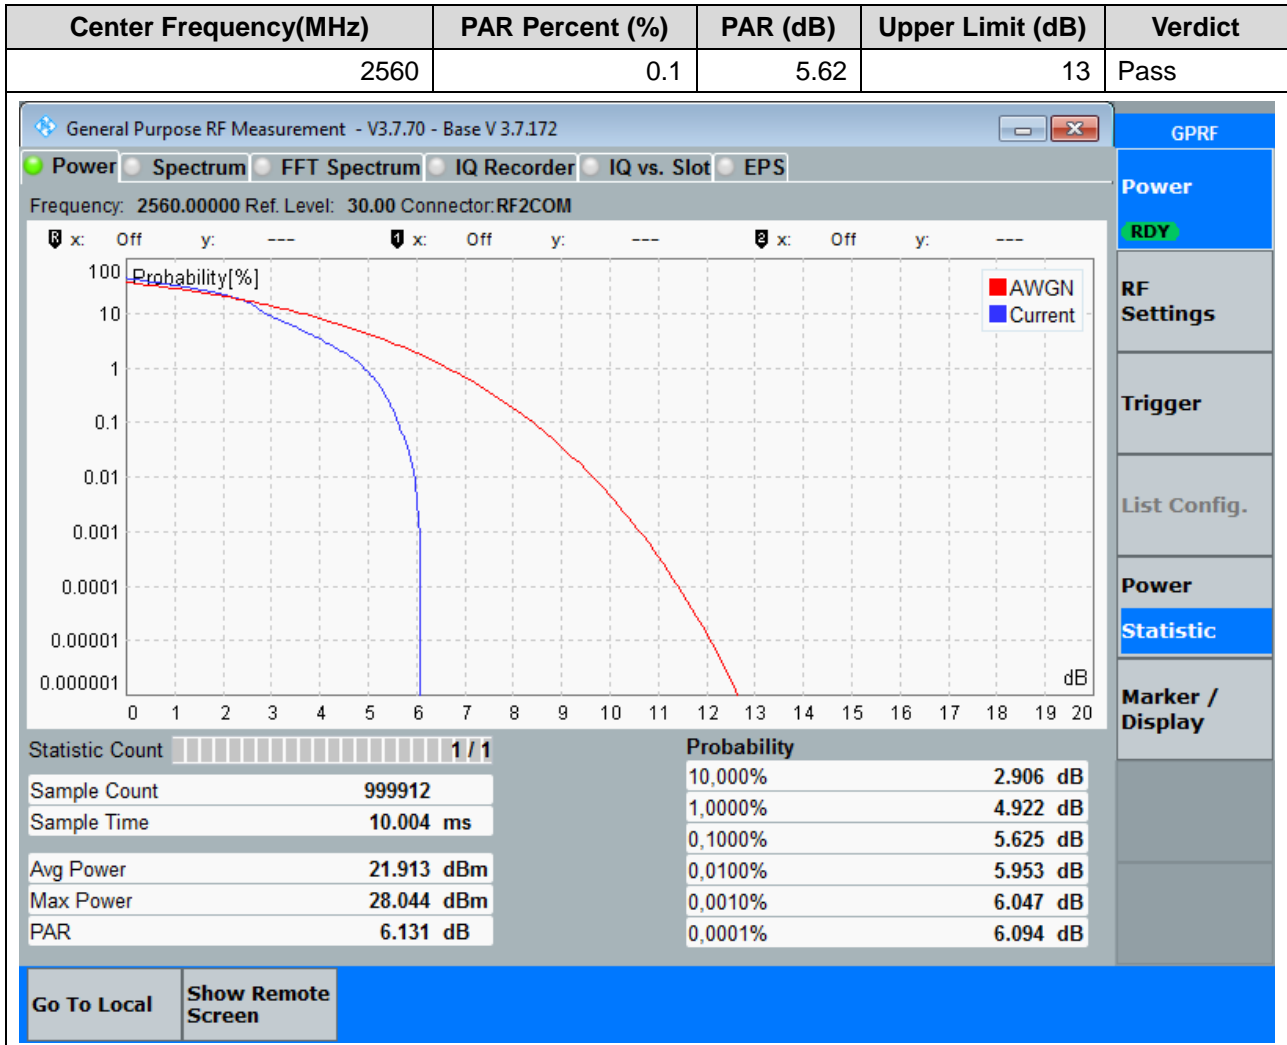 Center Frequency(MHz) PAR Percent (%) PAR (dB) Upper Limit (dB) Verdict
2560 0.1 5.62 13 Pass
General Purpose RF Measurement - V3.7.70 - Base V 3.7.172
GPRF
Power Spectrum FFT Spectrum IQ Recorder IQ vs. Slot EPS
Frequency: 2560.00000 Ref. Level: 30.00 Connector:RF2COM
R x: Off y: --- 1 x: Off y: --- 2 x: Off y: ---
Probability[%]
AWGN
Current
100
10
1
0.1
0.01
0.001
0.0001
0.00001
0.000001
dB
0 1 2 3 4 5 6 7 8 9 10 11 12 13 14 15 16 17 18 19 20
Statistic Count 1 / 1
Sample Count 999912
Sample Time 10.004 ms
Avg Power 21.913 dBm
Max Power 28.044 dBm
PAR 6.131 dB
Probability
10,000% 2.906 dB
1,0000% 4.922 dB
0,1000% 5.625 dB
0,0100% 5.953 dB
0,0010% 6.047 dB
0,0001% 6.094 dB
Power
RDY
RF
Settings
Trigger
List Config.
Power
Statistic
Marker /
Display
Go To Local
Show Remote
Screen